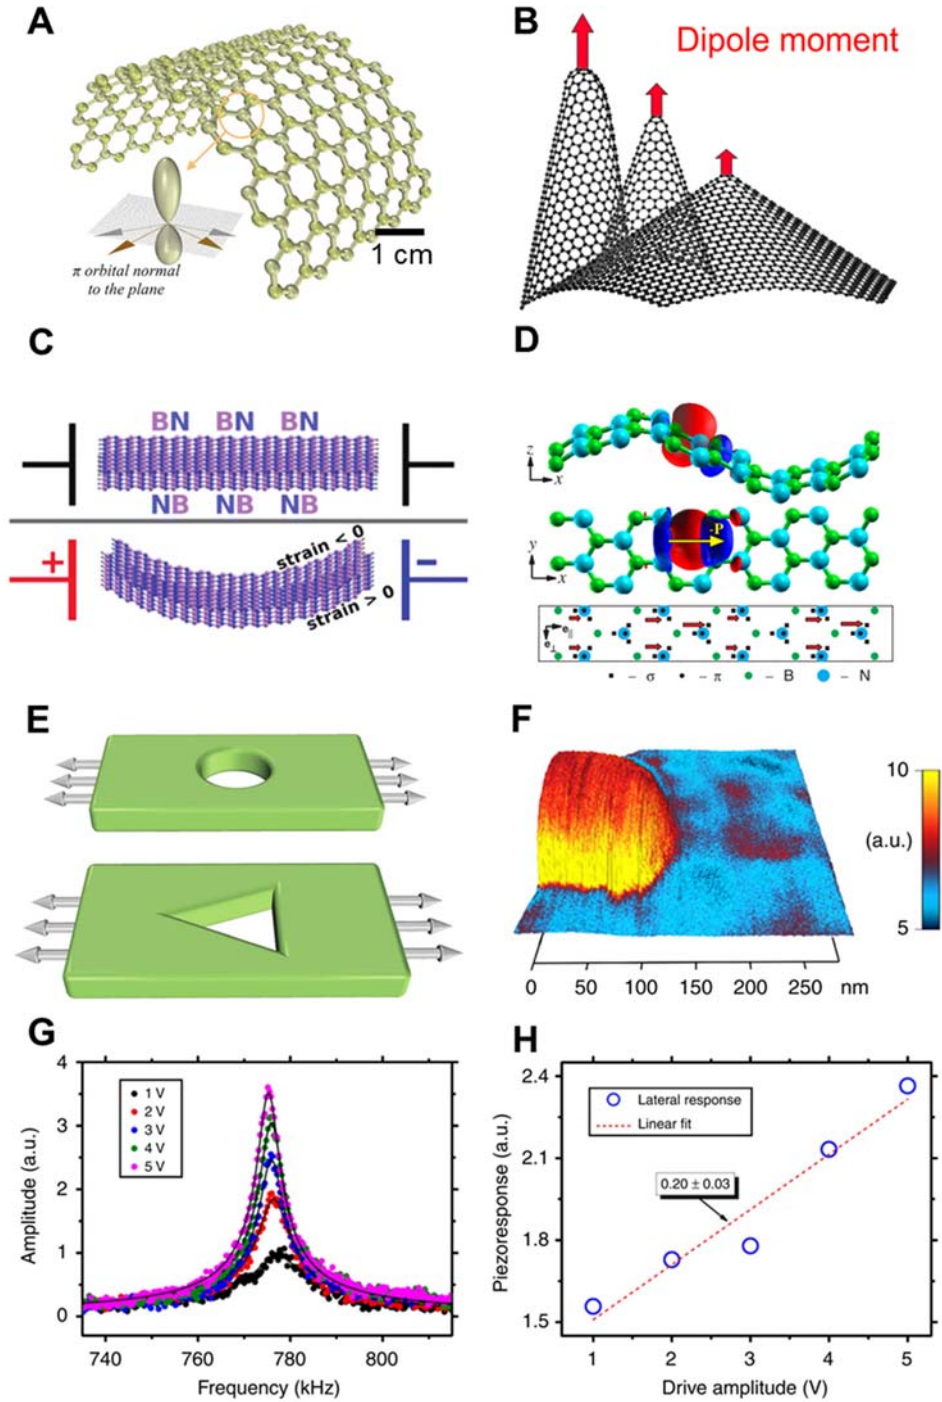 A
1 cm
π orbital normal
to the plane
B
Dipole moment
C
BN BN BN
NB NB NB
strain < 0
+
-
strain > 0
D
z
x
-P
y
x
e||
e⊥
- σ - π - B - N
E
F
10
(a.u.)
5
0 50 100 150 200 250 nm
G
4
3
2
1
0
Amplitude (a.u.)
1 V
2 V
3 V
4 V
5 V
740 760 780 800
Frequency (kHz)
H
2.4
2.1
1.8
1.5
Piezoresponse (a.u.)
Lateral response
Linear fit
0.20 ± 0.03
1 2 3 4 5
Drive amplitude (V)